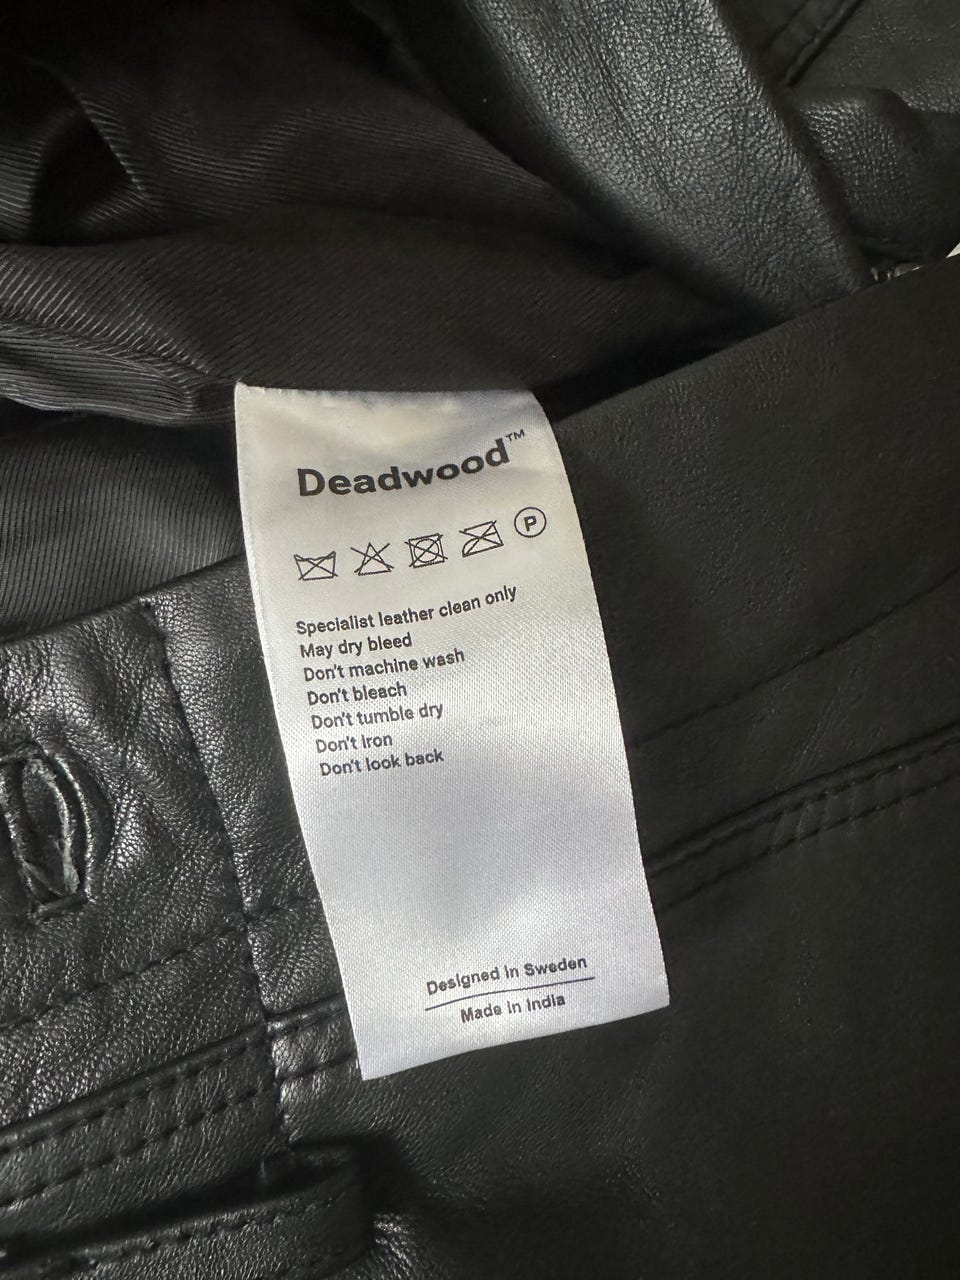 Deadwood™
P
Specialist leather clean only
May dry bleed
Don't machine wash
Don't bleach
Don't tumble dry
Don't iron
Don't look back
Designed in Sweden
Made in India